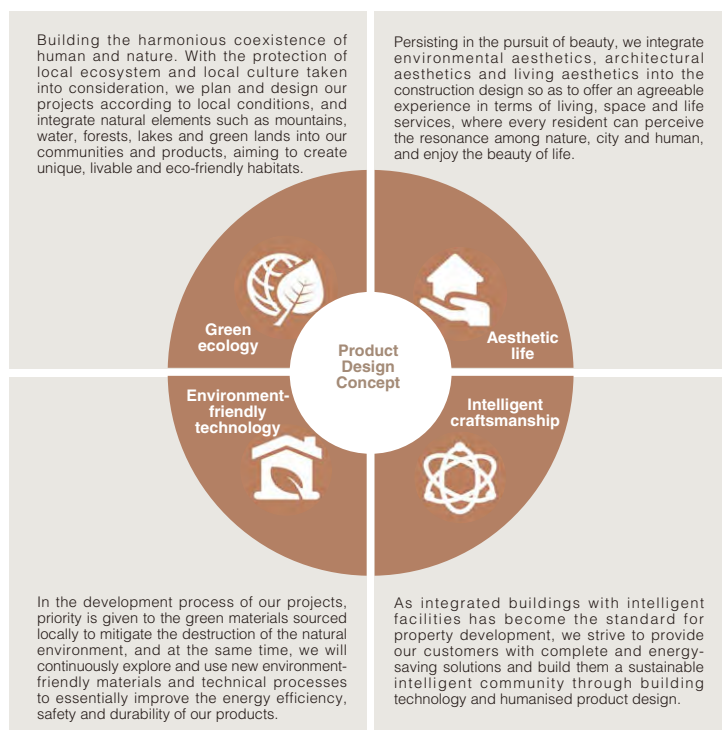 Building the harmonious coexistence of
human and nature. With the protection of
local ecosystem and local culture taken
into consideration, we plan and design our
projects according to local conditions, and
integrate natural elements such as mountains,
water, forests, lakes and green lands into our
communities and products, aiming to create
unique, livable and eco-friendly habitats.
Persisting in the pursuit of beauty, we integrate
environmental aesthetics, architectural
aesthetics and living aesthetics into the
construction design so as to offer an agreeable
experience in terms of living, space and life
services, where every resident can perceive
the resonance among nature, city and human,
and enjoy the beauty of life.
Green
ecology
Aesthetic
life
Product
Design
Concept
Environment-
friendly
technology
Intelligent
craftsmanship
In the development process of our projects,
priority is given to the green materials sourced
locally to mitigate the destruction of the natural
environment, and at the same time, we will
continuously explore and use new environment-
friendly materials and technical processes
to essentially improve the energy efficiency,
safety and durability of our products.
As integrated buildings with intelligent
facilities has become the standard for
property development, we strive to provide
our customers with complete and energy-
saving solutions and build them a sustainable
intelligent community through building
technology and humanised product design.